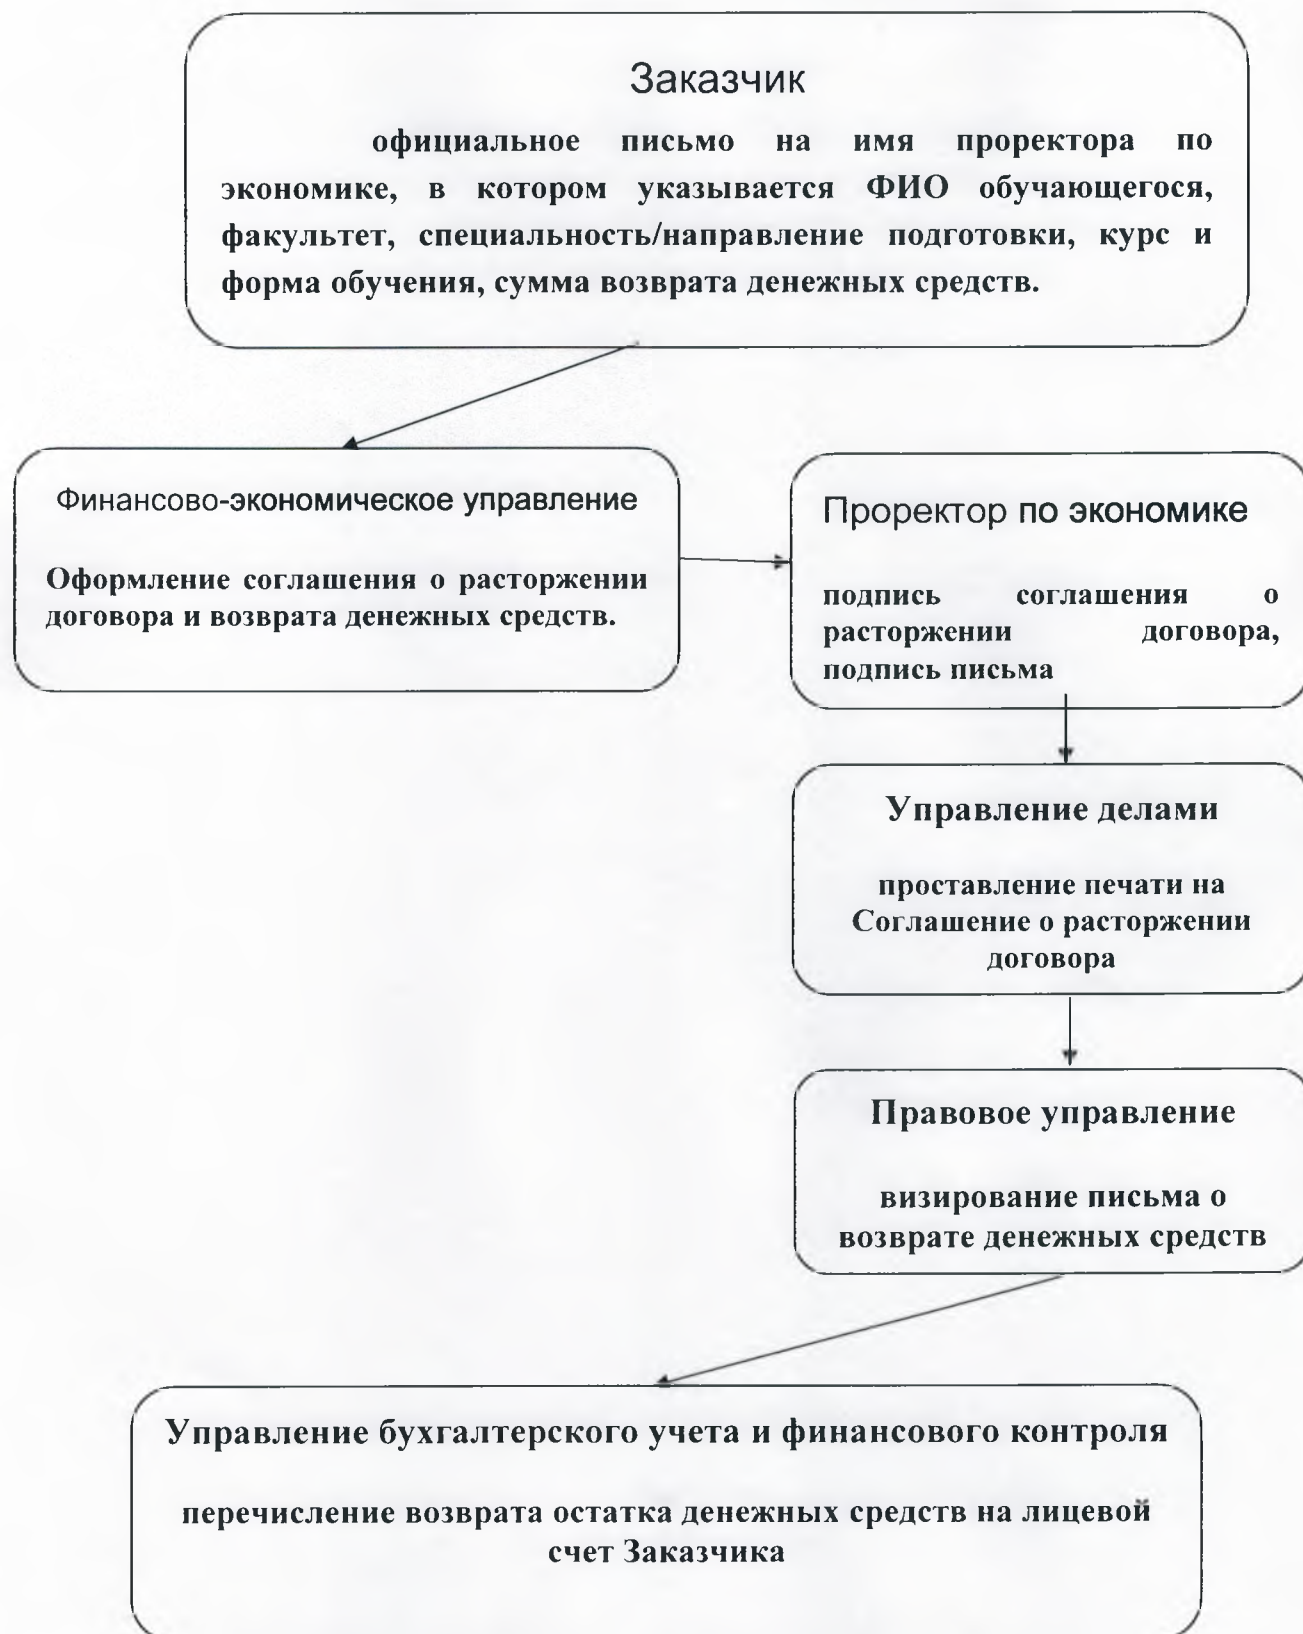 Заказчик
официальное письмо на имя проректора по
экономике, в котором указывается ФИО обучающегося,
факультет, специальность/направление подготовки, курс и
форма обучения, сумма возврата денежных средств.
Финансово-экономическое управление
Оформление соглашения о расторжении
договора и возврата денежных средств.
Проректор по экономике
подпись соглашения о
расторжении договора,
подпись письма
Управление делами
проставление печати на
Соглашение о расторжении
договора
Правовое управление
визирование письма о
возврате денежных средств
Управление бухгалтерского учета и финансового контроля
перечисление возврата остатка денежных средств на лицевой
счет Заказчика